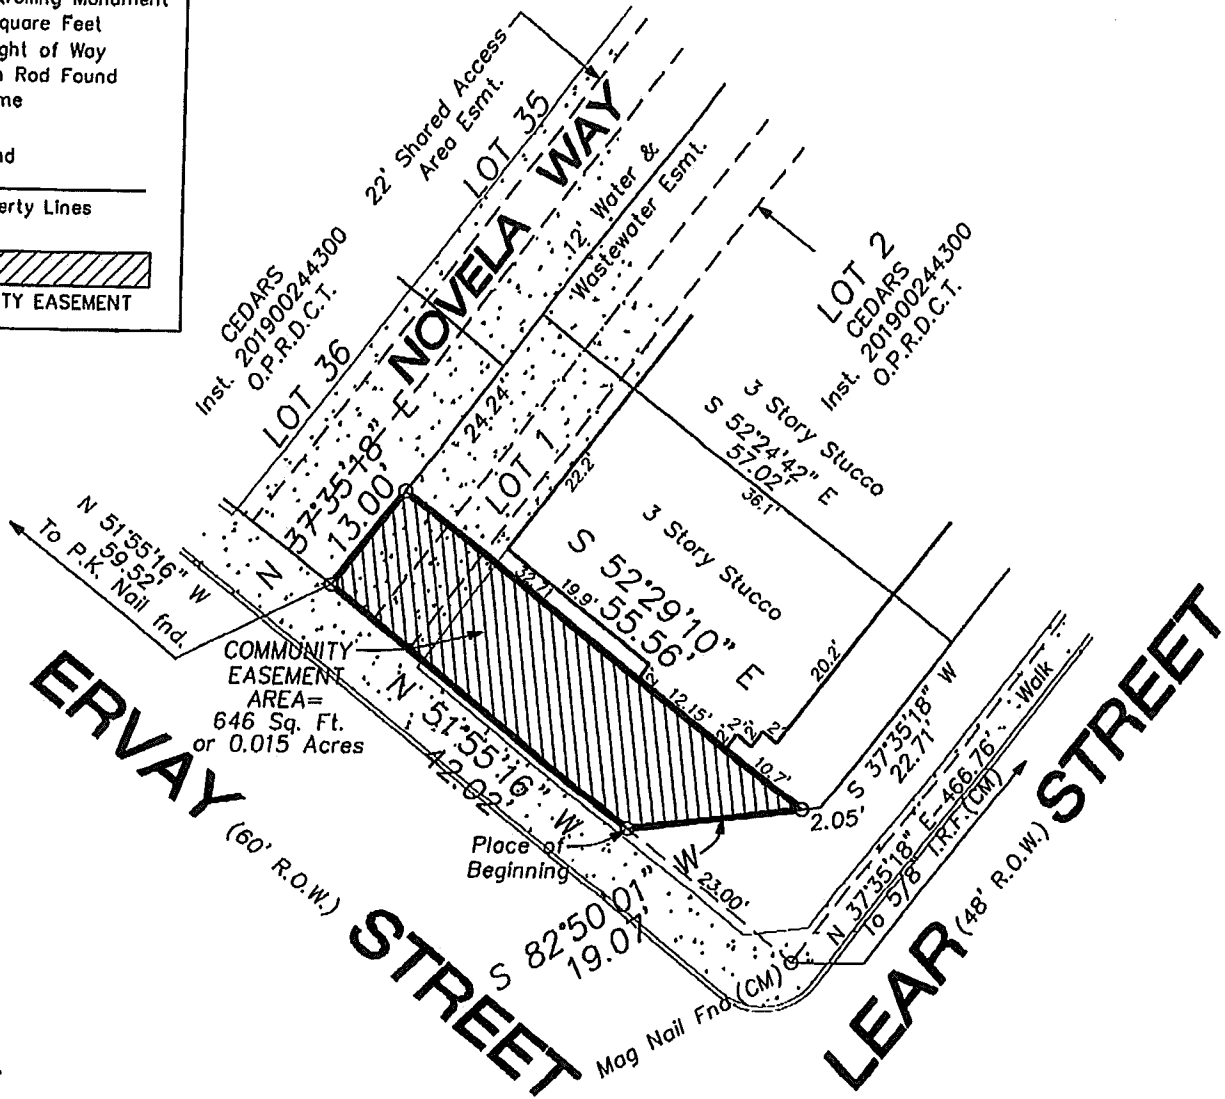 Monument
quare Feet
ght of Way
Rod Found
me
nd
erty Lines
TY EASEMENT
22' Shared Access
Area Esmt.
LOT 35
NOVELA WAY
12' Water &
Wastewater Esmt.
CEDARS
Inst. 201900244300
O.P.R.D.C.T.
LOT 36
LOT 2
CEDARS
Inst. 201900244300
O.P.R.D.C.T.
24.24'
LOT 1
22.2'
3 Story Stucco
S 52°24'42" E
57.02'
36.1'
N 37°35'18" E
13.00'
3 Story Stucco
S 52°29'10" E
55.56'
32.71
19.9'
2'
12.15'
2'
2'
2'
2'
10.7'
20.2'
N 51°55'16" W
59.52'
To P.K. Nail fnd.
COMMUNITY
EASEMENT
AREA=
646 Sq. Ft.
or 0.015 Acres
N 51°55'16" W
42.02'
S 37°35'18" W
22.71'
2.05'
Walk
N 37°35'18" E-466.76'
To 5/8" I.R.F.(CM)
Place of
Beginning
23.00'
S 82°50'01" W
19.07'
Mag Nail Fnd(CM)
ERVAY (60' R.O.W.) STREET
LEAR (48' R.O.W.) STREET